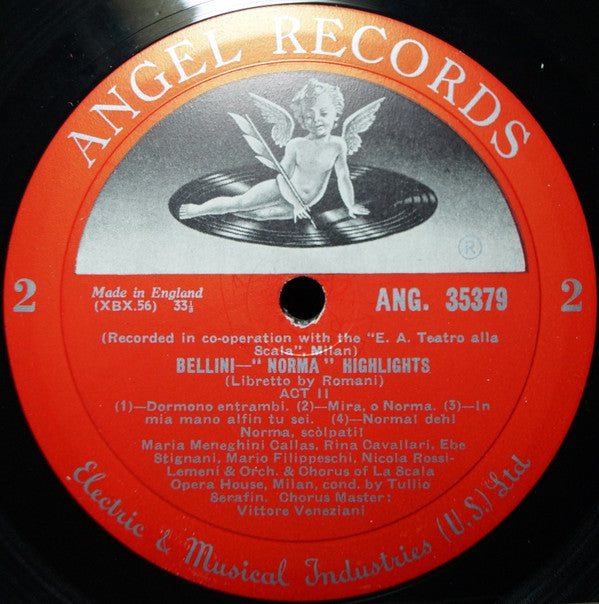 ANGEL RECORDS
®
2
2
Made in England
(XBX.56) 33⅓
ANG. 35379
(Recorded in co-operation with the "E. A. Teatro alla
Scala", Milan)
BELLINI—"NORMA" HIGHLIGHTS
(Libretto by Romani)
ACT II
(1)—Dormono entrambi. (2)—Mira, o Norma. (3)—In
mia mano alfin tu sei. (4)—Norma! deh!
Norma, scòlpati!
Maria Meneghini Callas, Rina Cavallari, Ebe
Stignani, Mario Filippeschi, Nicola Rossi-
Lemeni & Orch. & Chorus of La Scala
Opera House, Milan, cond. by Tullio
Serafin. Chorus Master:
Vittore Veneziani
Electric & Musical Industries (U.S.) Ltd